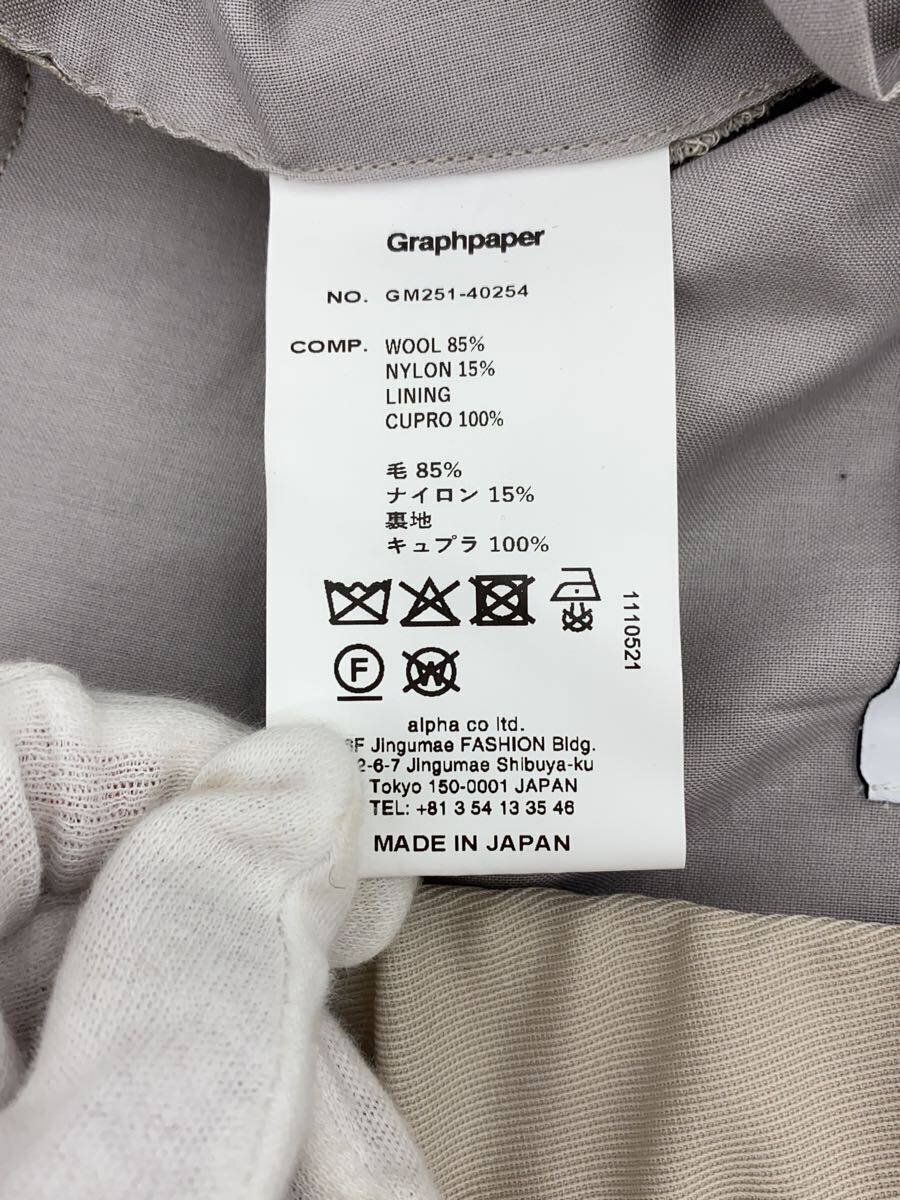 Graphpaper
NO. GM251-40254
COMP. WOOL 85%
NYLON 15%
LINING
CUPRO 100%
毛 85%
ナイロン 15%
裏地
キュプラ 100%
1110521
F
W
alpha co ltd.
Jingumae FASHION Bldg.
2-6-7 Jingumae Shibuya-ku
Tokyo 150-0001 JAPAN
TEL: +81 3 54 13 35 46
MADE IN JAPAN